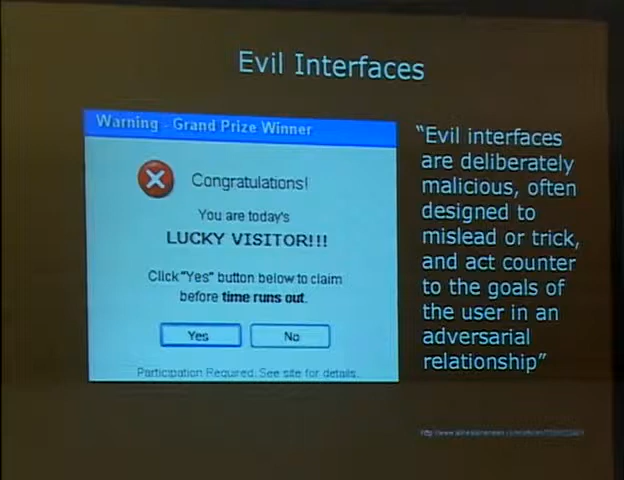 Evil Interfaces
Warning - Grand Prize Winner
Congratulations!
You are today's
LUCKY VISITOR!!!
Click "Yes" button below to claim
before time runs out.
Yes
No
Participation Required. See site for details.
"Evil interfaces
are deliberately
malicious, often
designed to
mislead or trick,
and act counter
to the goals of
the user in an
adversarial
relationship"